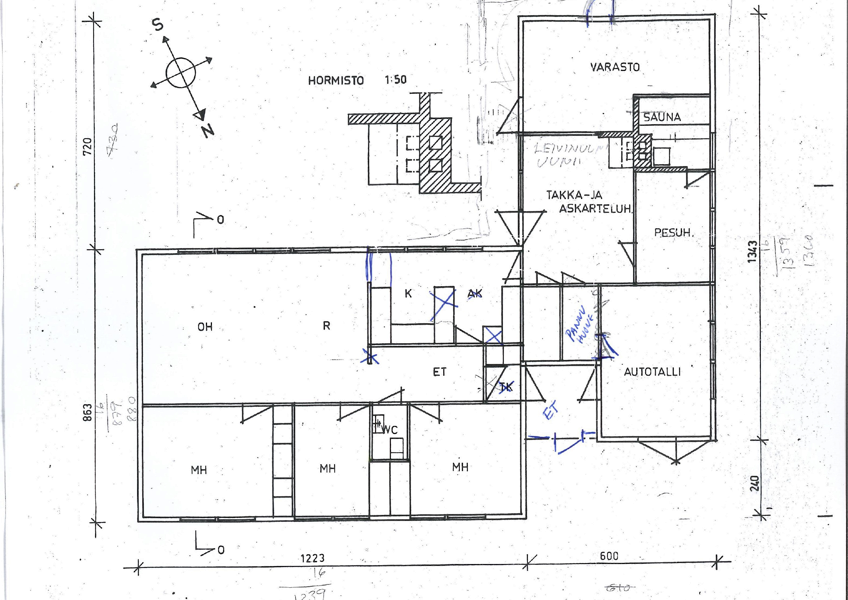 S
N
HORMISTO 1:50
VARASTO
SAUNA
LEIVINUUNI
TAKKA-JA
ASKARTELUH.
PESUH.
720
720
0
OH
R
K
AK
ET
TK
PANNU
HUONE
AUTOTALLI
ET
WC
MH
MH
MH
0
863
16
879
880
1343
16
1359
1360
240
1223
16
1239
600
610